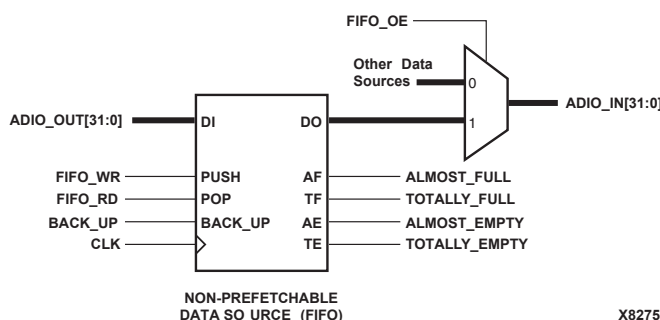 FIFO_OE
Other Data
Sources
0
ADIO_IN[31:0]
ADIO_OUT[31:0]
DI
DO
1
FIFO_WR
PUSH
AF
ALMOST_FULL
FIFO_RD
POP
TF
TOTALLY_FULL
BACK_UP
BACK_UP
AE
ALMOST_EMPTY
CLK
TE
TOTALLY_EMPTY
NON-PREFETCHABLE
DATA SO URCE (FIFO)
X8275